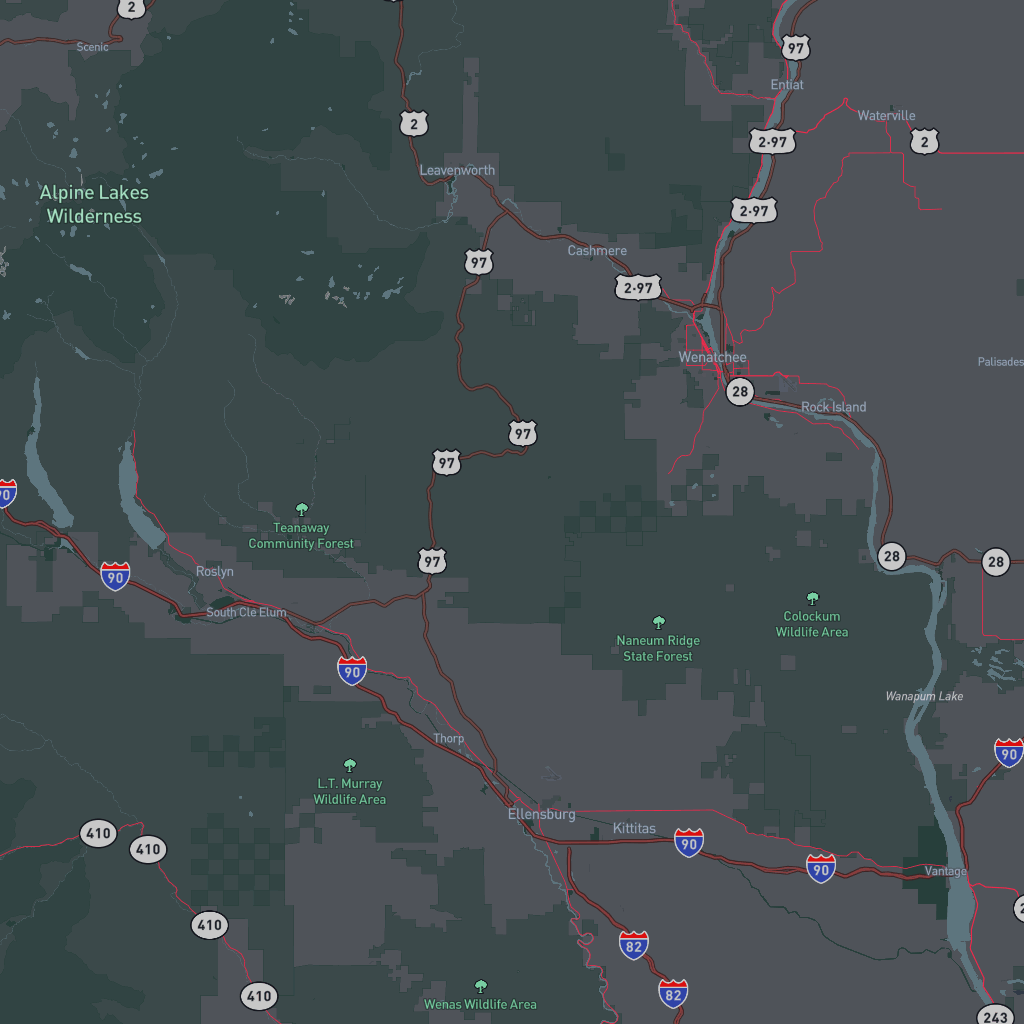 2
Scenic
97
Entiat
Waterville
2
2
2-97
Leavenworth
Alpine Lakes
Wilderness
2-97
Cashmere
97
2-97
Wenatchee
Palisades
28
Rock Island
97
97
90
Teanaway
Community Forest
97
28
28
Roslyn
90
South Cle Elum
Colockum
Wildlife Area
Naneum Ridge
State Forest
90
Wanapum Lake
Thorp
90
L.T. Murray
Wildlife Area
Ellensburg
Kittitas
410
410
90
90
Vantage
410
82
Wenas Wildlife Area
410
82
243